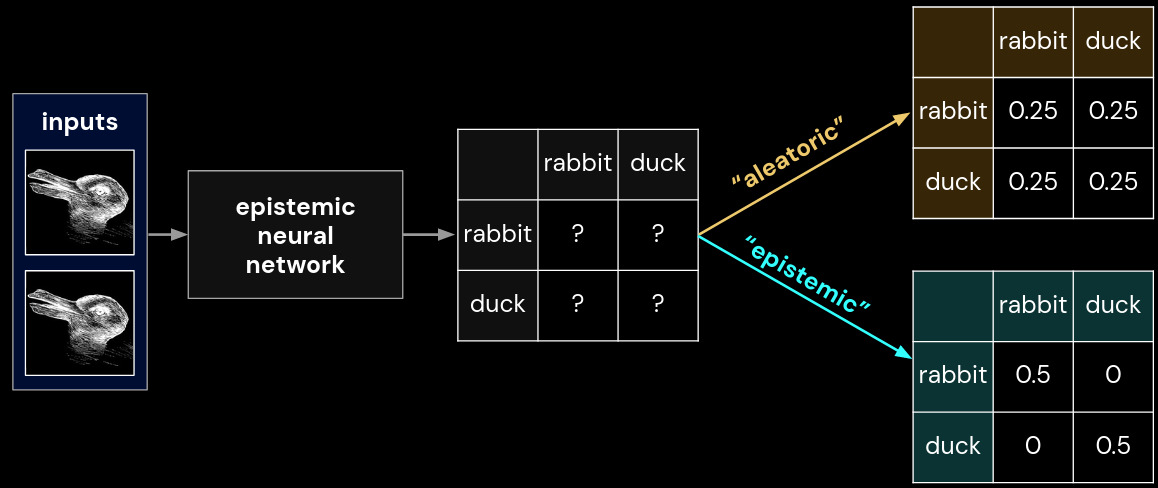 inputs
epistemic
neural
network
rabbit duck
rabbit ? ?
duck ? ?
“aleatoric”
“epistemic”
rabbit duck
rabbit 0.25 0.25
duck 0.25 0.25
rabbit duck
rabbit 0.5 0
duck 0 0.5